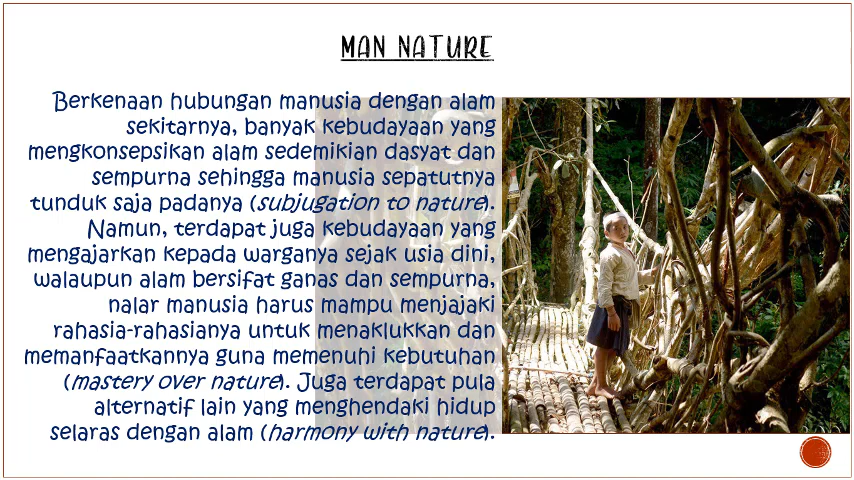 MAN NATURE
Berkenaan hubungan manusia dengan alam
sekitarnya, banyak kebudayaan yang
mengkonsepsikan alam sedemikian dasyat dan
sempurna sehingga manusia sepatutnya
tunduk saja padanya (subjugation to nature).
Namun, terdapat juga kebudayaan yang
mengajarkan kepada warganya sejak usia dini,
walaupun alam bersifat ganas dan sempurna,
nalar manusia harus mampu menjajaki
rahasia-rahasianya untuk menaklukkan dan
memanfaatkannya guna memenuhi kebutuhan
(mastery over nature). Juga terdapat pula
alternatif lain yang menghendaki hidup
selaras dengan alam (harmony with nature).